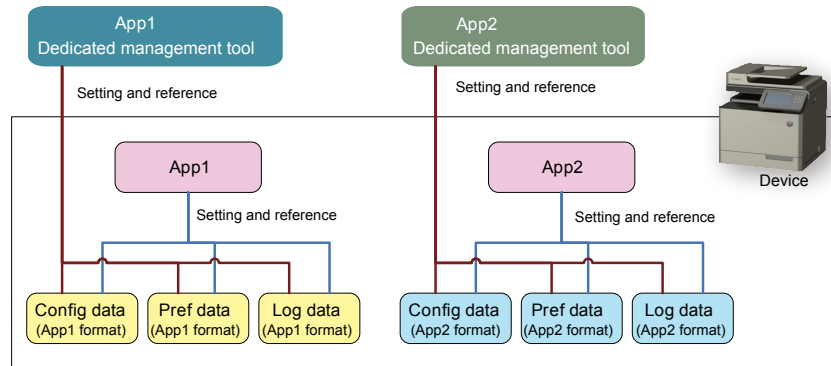 App1
Dedicated management tool
App2
Dedicated management tool
Setting and reference
Setting and reference
App1
App2
Device
Setting and reference
Setting and reference
Config data
(App1 format)
Pref data
(App1 format)
Log data
(App1 format)
Config data
(App2 format)
Pref data
(App2 format)
Log data
(App2 format)